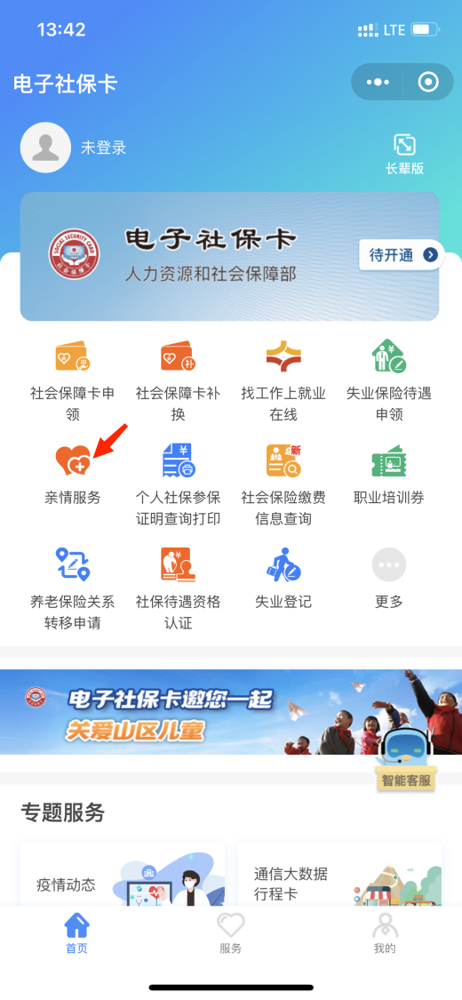 13:42
LTE
电子社保卡
未登录
长辈版
SOCIAL SECURITY CARD
社会保障卡
电子社保卡
人力资源和社会保障部
待开通
社会保障卡申
领
社会保障卡补
换
找工作上就业
在线
失业保险待遇
申领
亲情服务
个人社保参保
证明查询打印
新
社会保险缴费
信息查询
职业培训券
养老保险关系
转移申请
社保待遇资格
认证
失业登记
更多
电子社保卡邀您一起
关爱山区儿童
智能客服
专题服务
疫情动态
通信大数据
行程卡
首页
服务
我的